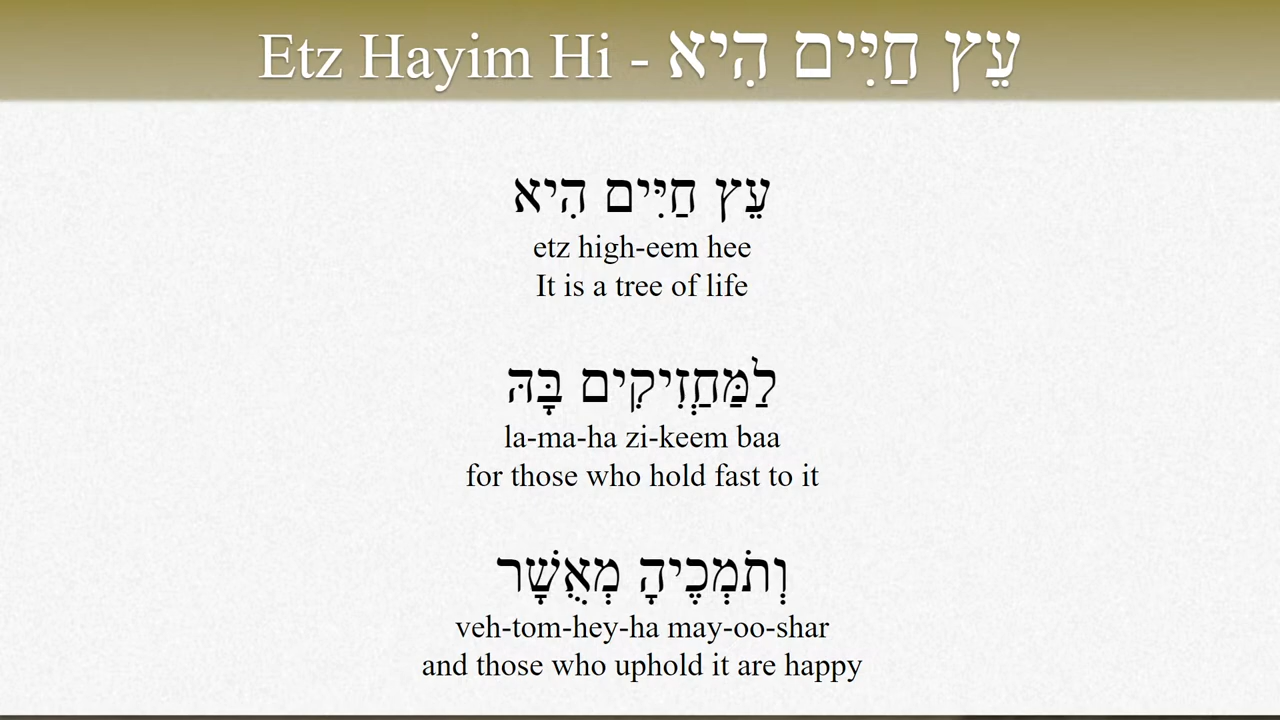 Etz Hayim Hi - עֵץ חַיִּים הִיא
עֵץ חַיִּים הִיא
etz high-eem hee
It is a tree of life
לַמַּחֲזִיקִים בָּהּ
la-ma-ha zi-keem baa
for those who hold fast to it
וְתֹמְכֶיהָ מְאֻשָּׁר
veh-tom-hey-ha may-oo-shar
and those who uphold it are happy